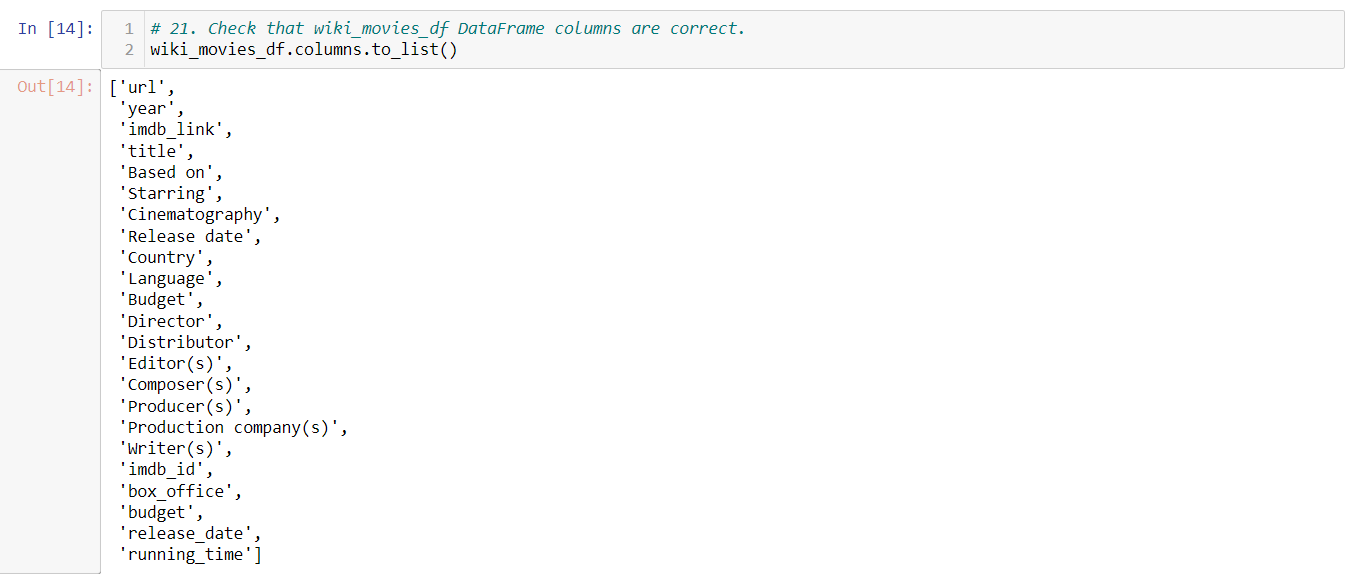 In [14]:
1 # 21. Check that wiki_movies_df DataFrame columns are correct.
2 wiki_movies_df.columns.to_list()
Out[14]: ['url',
'year',
'imdb_link',
'title',
'Based on',
'Starring',
'Cinematography',
'Release date',
'Country',
'Language',
'Budget',
'Director',
'Distributor',
'Editor(s)',
'Composer(s)',
'Producer(s)',
'Production company(s)',
'Writer(s)',
'imdb_id',
'box_office',
'budget',
'release_date',
'running_time']